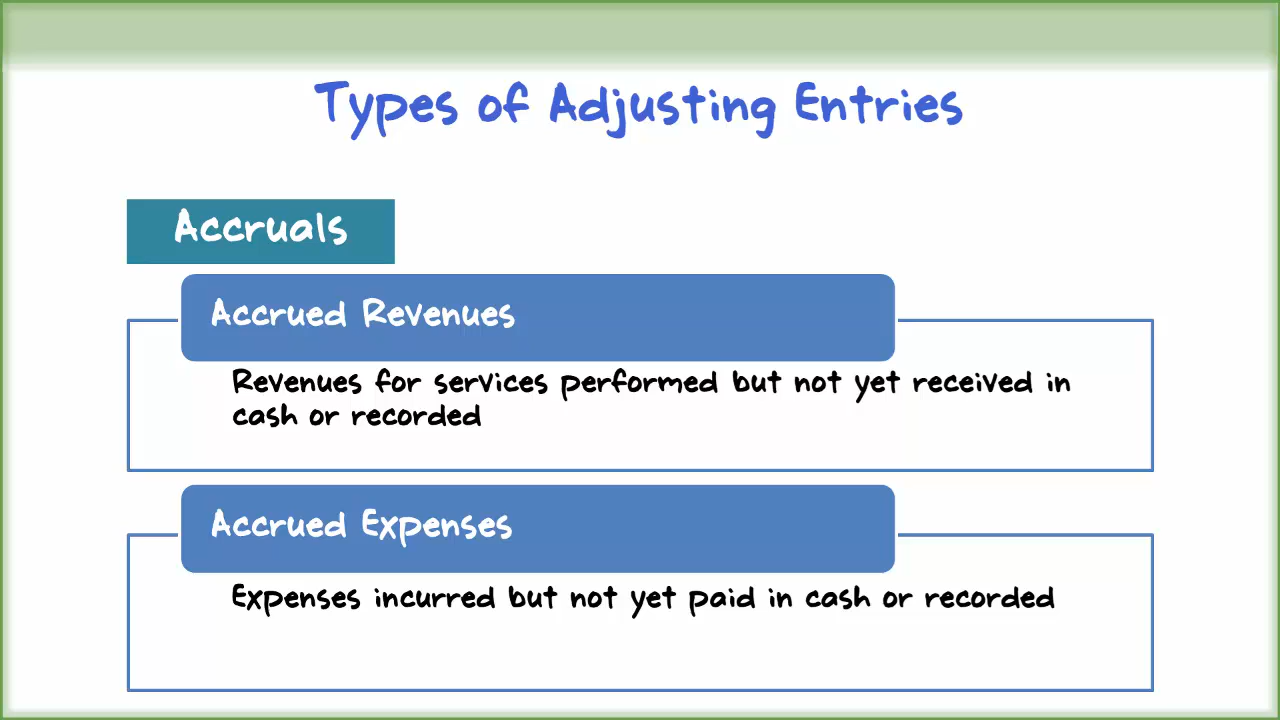 Types of Adjusting Entries
Accruals
Accrued Revenues
Revenues for services performed but not yet received in
cash or recorded
Accrued Expenses
Expenses incurred but not yet paid in cash or recorded